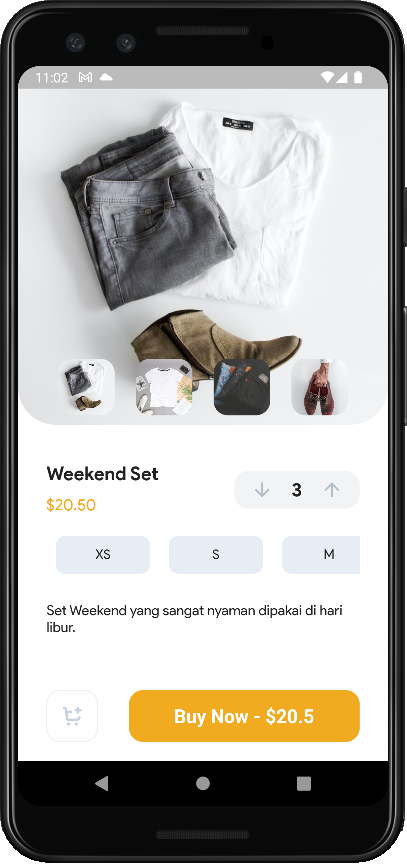 11:02
Weekend Set
$20.50
3
XS
S
M
Set Weekend yang sangat nyaman dipakai di hari
libur.
Buy Now - $20.5